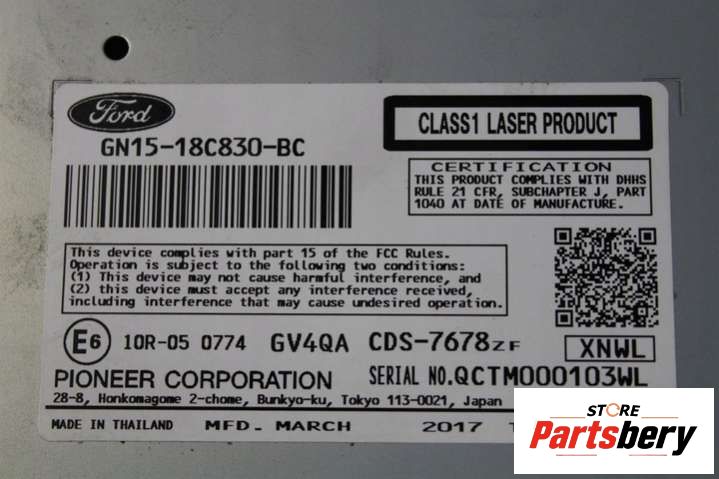 Ford
GN15-18C830-BC
CLASS1 LASER PRODUCT
CERTIFICATION
THIS PRODUCT COMPLIES WITH DHHS
RULE 21 CFR, SUBCHAPTER J, PART
1040 AT DATE OF MANUFACTURE.
This device complies with part 15 of the FCC Rules.
Operation is subject to the following two conditions:
(1) This device may not cause harmful interference, and
(2) this device must accept any interference received,
including interference that may cause undesired operation.
E6 10R-05 0774 GV4QA CDS-7678ZF XNWL
PIONEER CORPORATION SERIAL NO.QCTM000103WL
28-8, Honkomagome 2-chome, Bunkyo-ku, Tokyo 113-0021, Japan
MADE IN THAILAND MFD. MARCH 2017
STORE
Partsbery